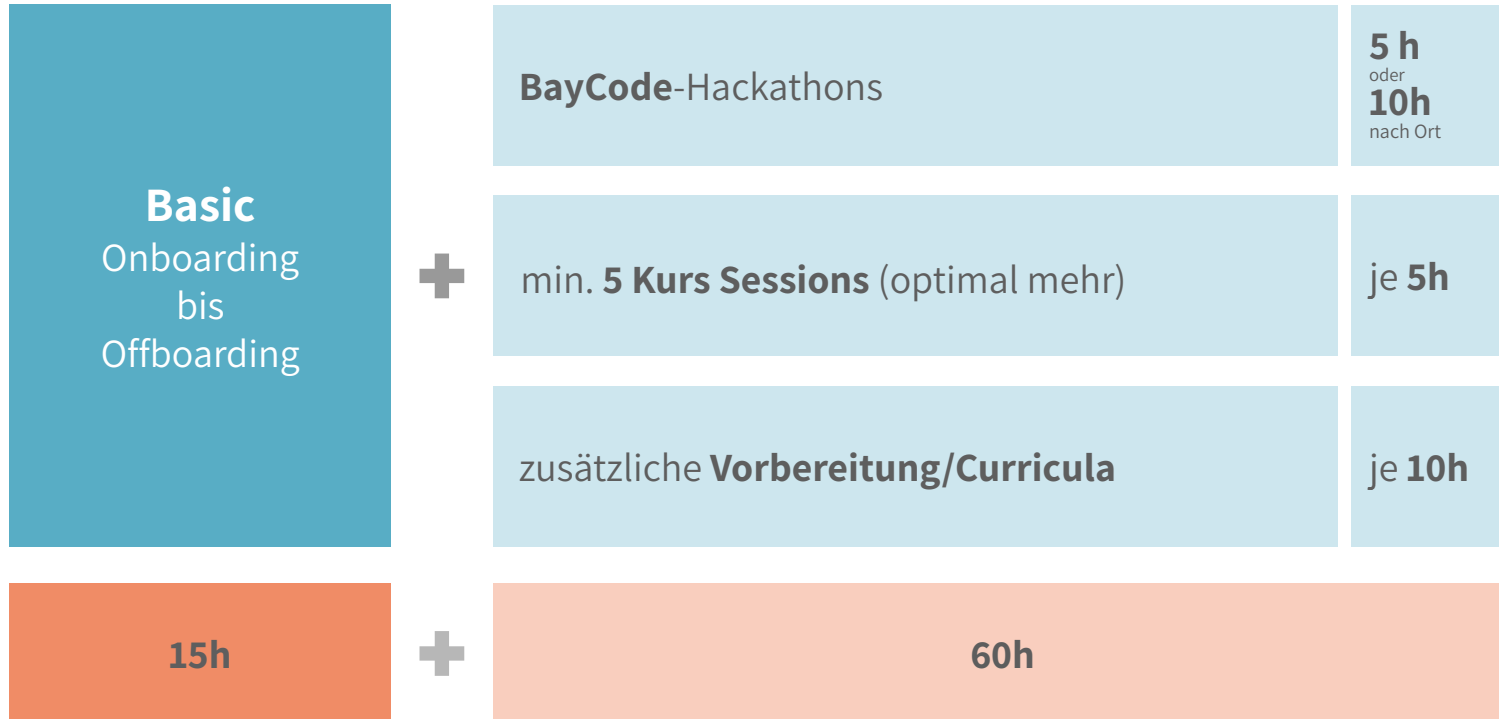 Basic
Onboarding
bis
Offboarding
BayCode-Hackathons
5 h
oder
10h
nach Ort
min. 5 Kurs Sessions (optimal mehr)
je 5h
zusätzliche Vorbereitung/Curricula
je 10h
15h
60h